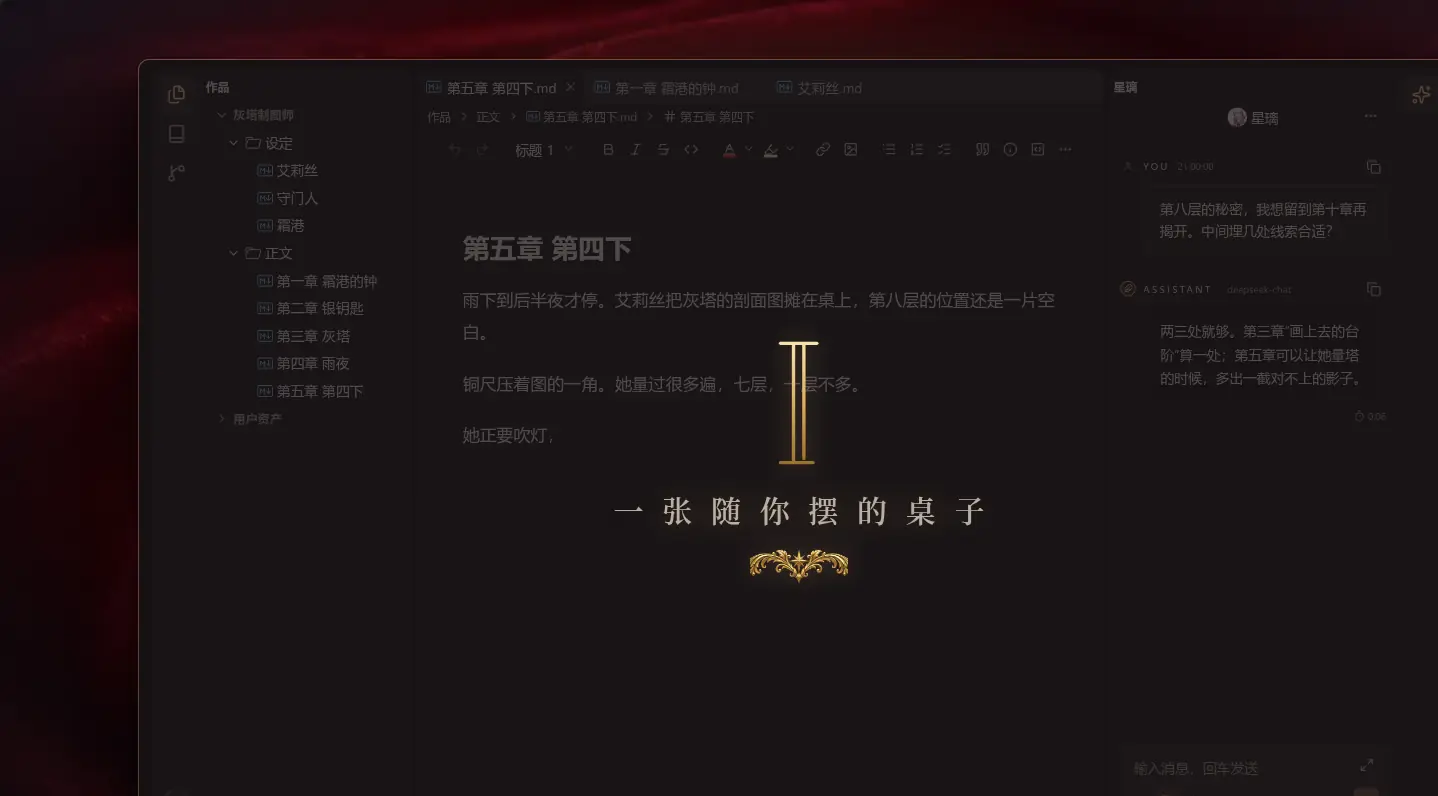 作品
灰塔制图师
设定
艾莉丝
守门人
霜港
正文
第一章 霜港的钟
第二章 银钥匙
第三章 灰塔
第四章 雨夜
第五章 第四下
用户资产
第五章 第四下.md
第一章 霜港的钟.md
艾莉丝.md
作品 > 正文 > 第五章 第四下.md > # 第五章 第四下
标题 1
第五章 第四下
雨下到后半夜才停。艾莉丝把灰塔的剖面图摊在桌上，第八层的位置还是一片空
白。
铜尺压着图的一角。她量过很多遍，七层，一层不多。
她正要吹灯，
II
一张随你摆的桌子
星璃
星璃
YOU 21:00:00
第八层的秘密，我想留到第十章再
揭开。中间埋几处线索合适？
ASSISTANT deepseek-chat
两三处就够。第三章“画上去的台
阶”算一处；第五章可以让她量塔
的时候，多出一截对不上的影子。
0:06
输入消息，回车发送